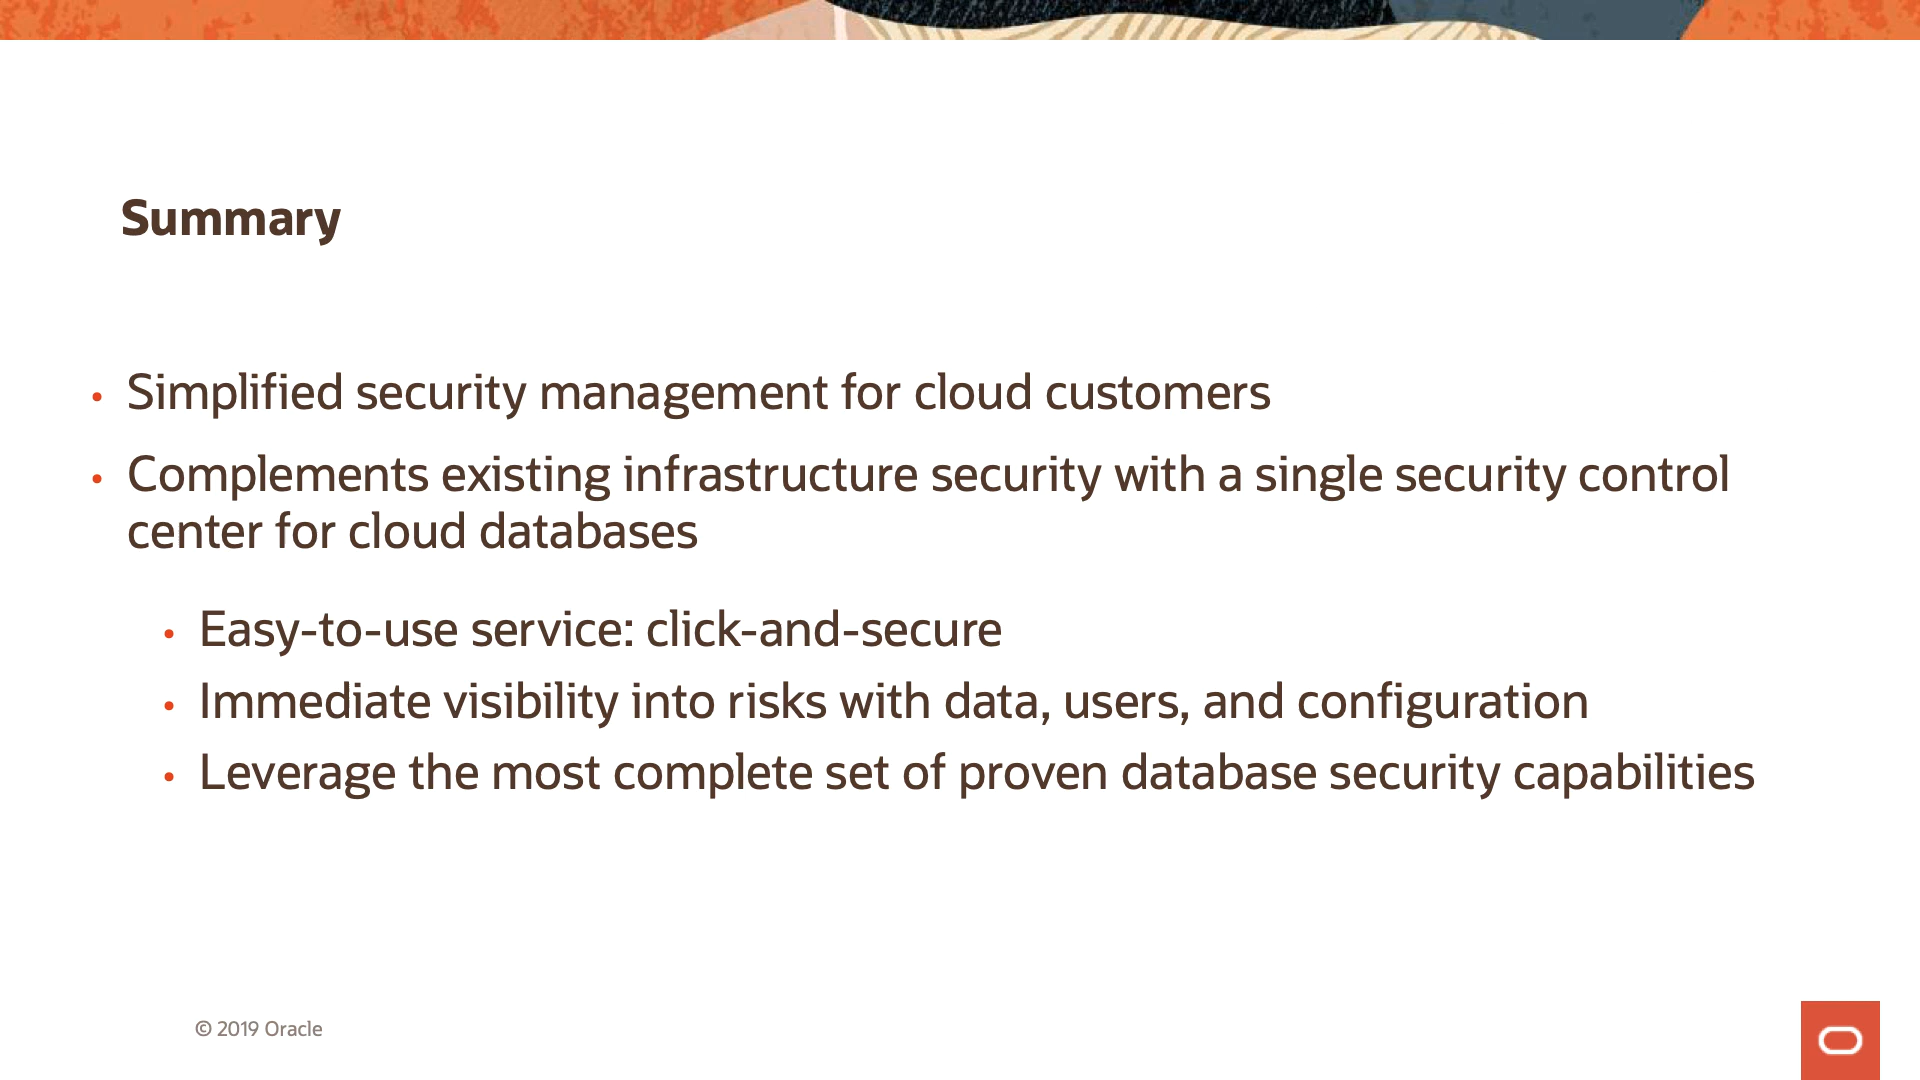 Summary
• Simplified security management for cloud customers
• Complements existing infrastructure security with a single security control
center for cloud databases
• Easy-to-use service: click-and-secure
• Immediate visibility into risks with data, users, and configuration
• Leverage the most complete set of proven database security capabilities
© 2019 Oracle